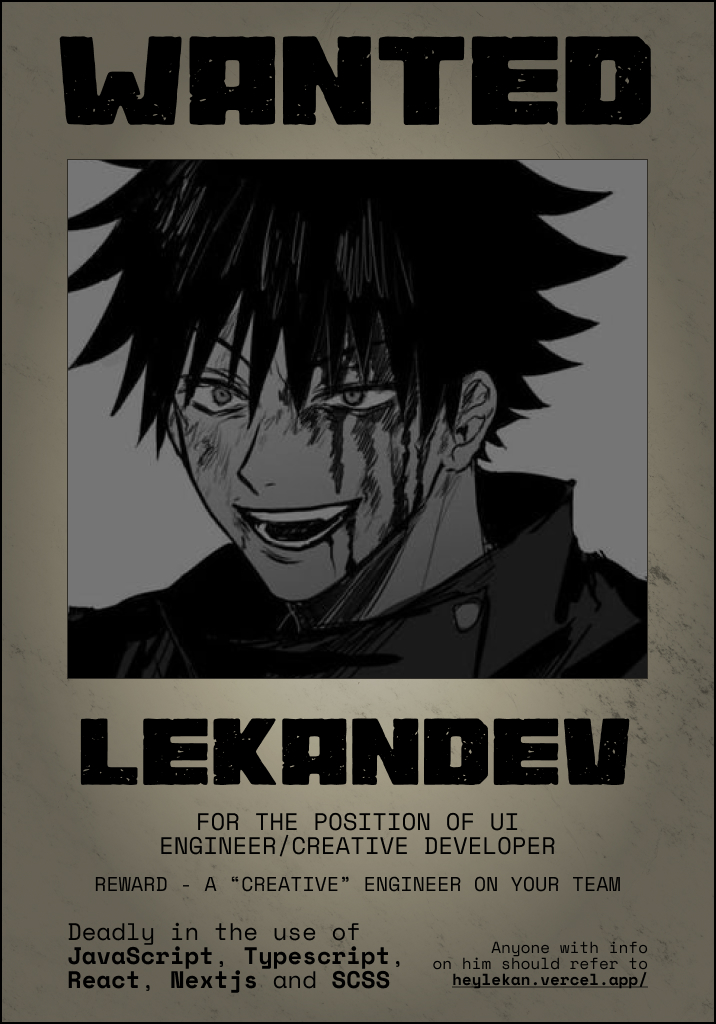 WANTED
LEKANDEV
FOR THE POSITION OF UI
ENGINEER/CREATIVE DEVELOPER
REWARD - A “CREATIVE” ENGINEER ON YOUR TEAM
Deadly in the use of
JavaScript, Typescript,
React, Nextjs and SCSS
Anyone with info
on him should refer to
heylekan.vercel.app/